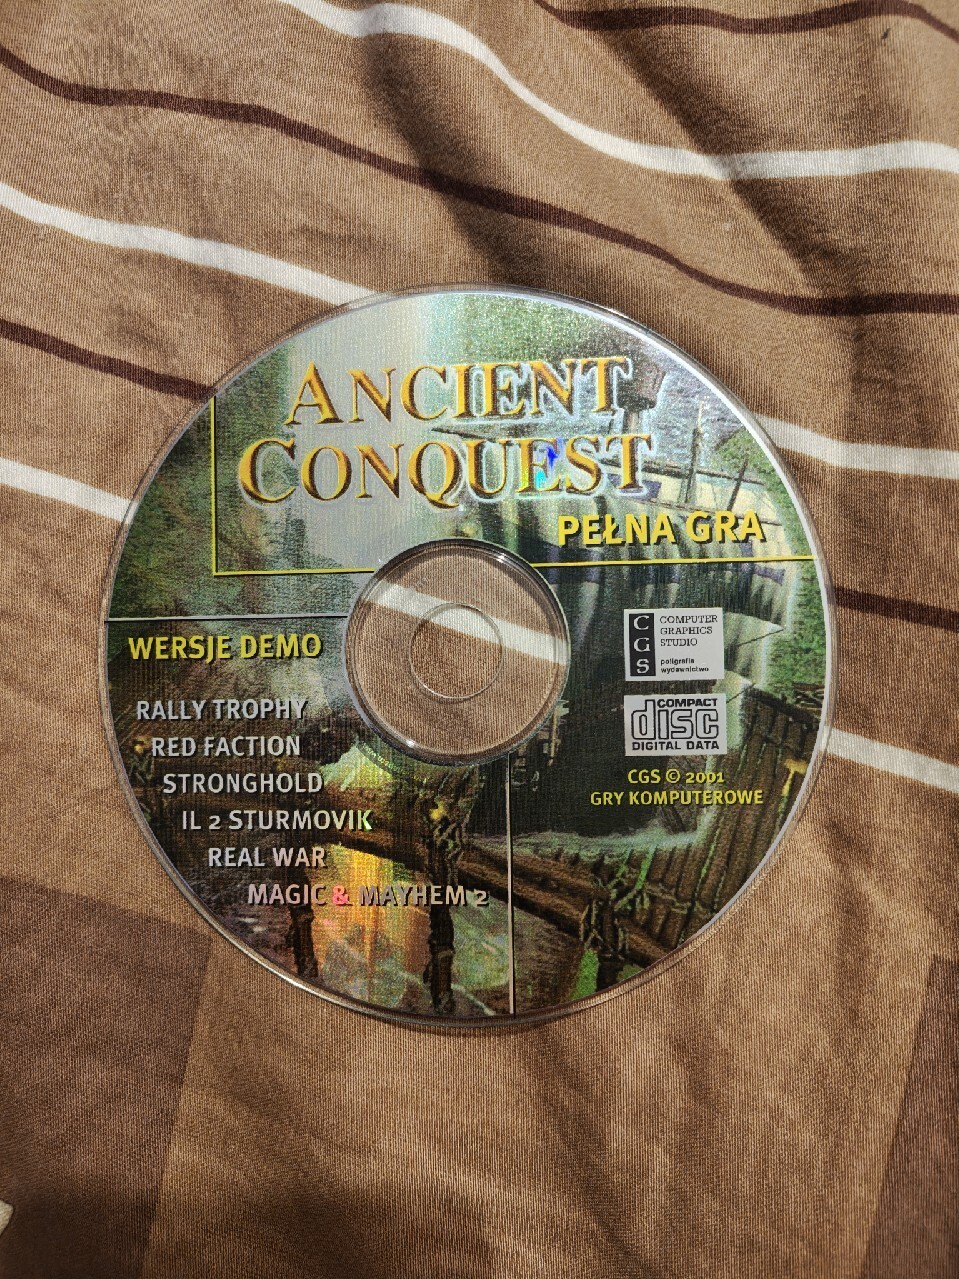 ANCIENT
CONQUEST
PEŁNA GRA
WERSJE DEMO
RALLY TROPHY
RED FACTION
STRONGHOLD
IL 2 STURMOVIK
REAL WAR
MAGIC & MAYHEM 2
CGS
COMPUTER
GRAPHICS
STUDIO
poligrafia
wydawnictwo
COMPACT
disc
DIGITAL DATA
CGS © 2001
GRY KOMPUTEROWE